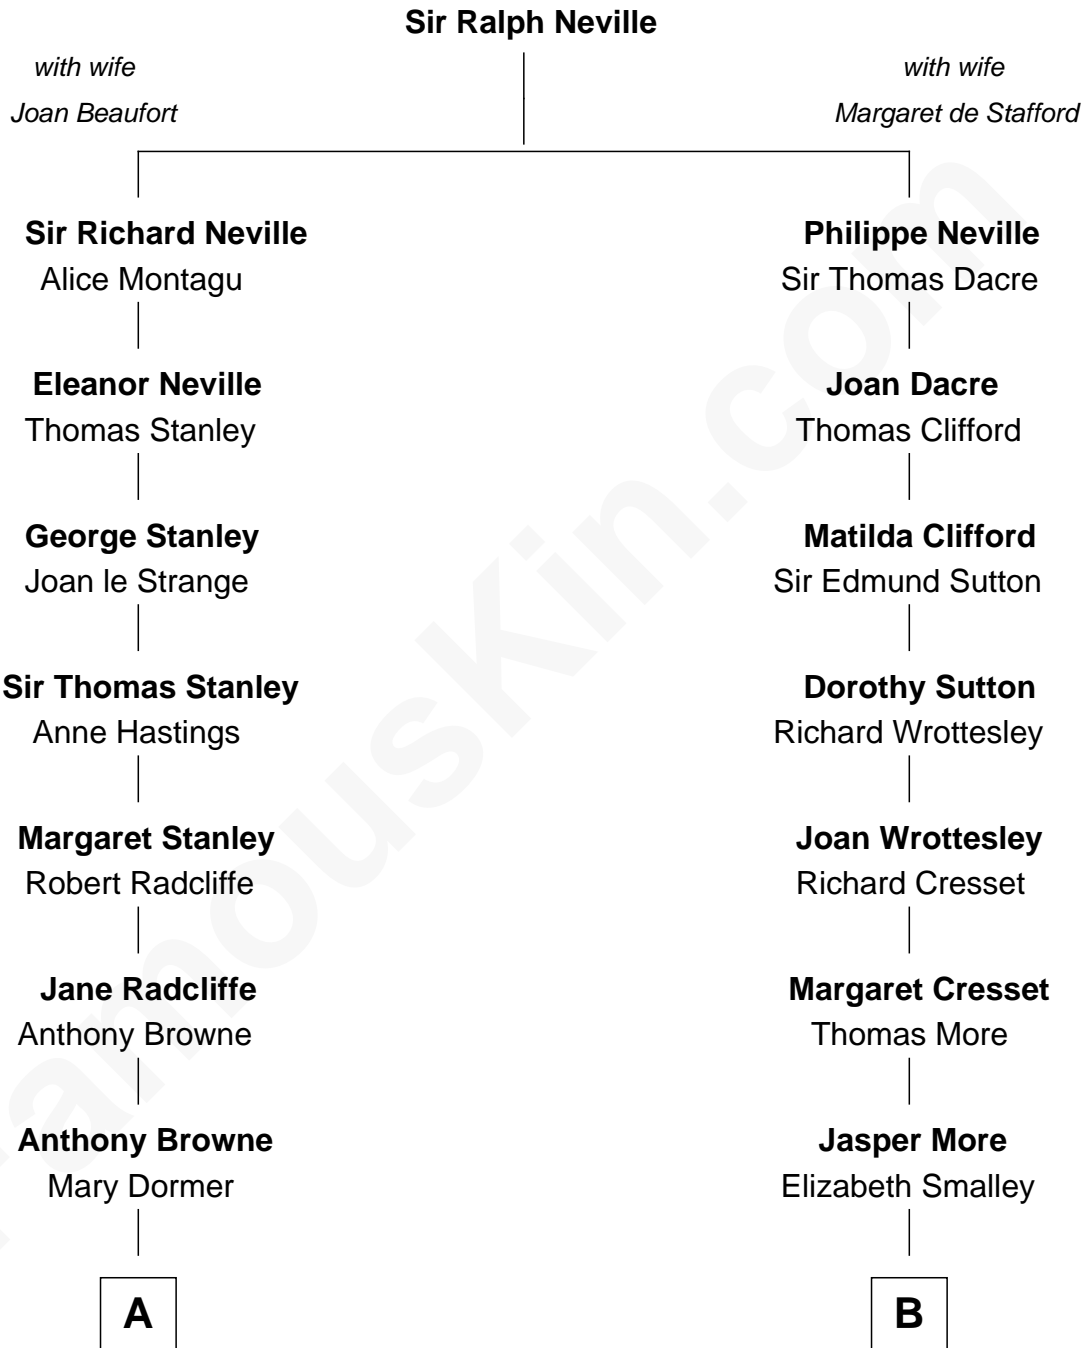 Sir Ralph Neville
with wife
Joan Beaufort
with wife
Margaret de Stafford
Sir Richard Neville
Alice Montagu
Philippe Neville
Sir Thomas Dacre
Eleanor Neville
Thomas Stanley
Joan Dacre
Thomas Clifford
George Stanley
Joan le Strange
Matilda Clifford
Sir Edmund Sutton
Sir Thomas Stanley
Anne Hastings
Dorothy Sutton
Richard Wrottesley
Margaret Stanley
Robert Radcliffe
Joan Wrottesley
Richard Cresset
Jane Radcliffe
Anthony Browne
Margaret Cresset
Thomas More
Anthony Browne
Mary Dormer
Jasper More
Elizabeth Smalley
A
B
FamousKin.com